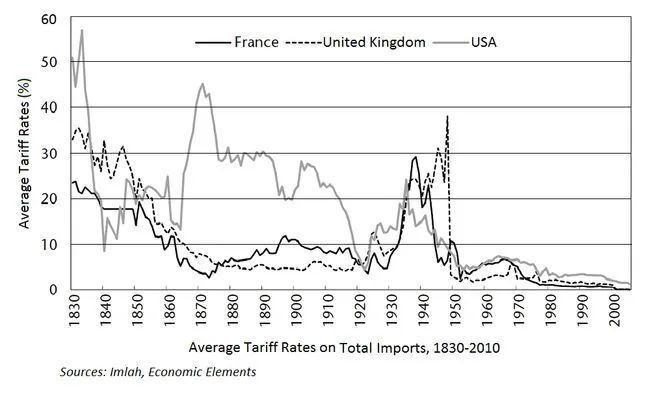 60
50
40
30
20
10
0
Average Tariff Rates (%)
France United Kingdom USA
1830 1840 1850 1860 1870 1880 1890 1900 1910 1920 1930 1940 1950 1960 1970 1980 1990 2000
Average Tariff Rates on Total Imports, 1830-2010
Sources: Imlah, Economic Elements